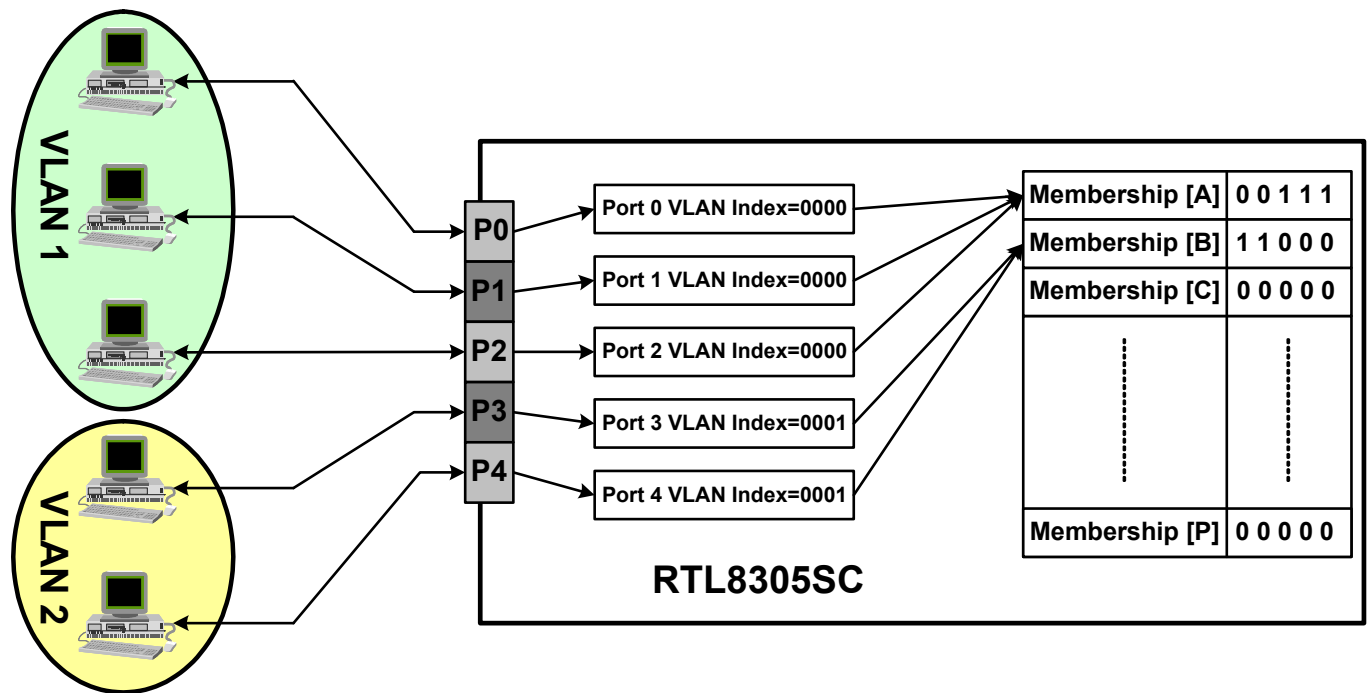 VLAN 1
VLAN 2
P0
P1
P2
P3
P4
Port 0 VLAN Index=0000
Port 1 VLAN Index=0000
Port 2 VLAN Index=0000
Port 3 VLAN Index=0001
Port 4 VLAN Index=0001
Membership [A] 0 0 1 1 1
Membership [B] 1 1 0 0 0
Membership [C] 0 0 0 0 0
Membership [P] 0 0 0 0 0
RTL8305SC